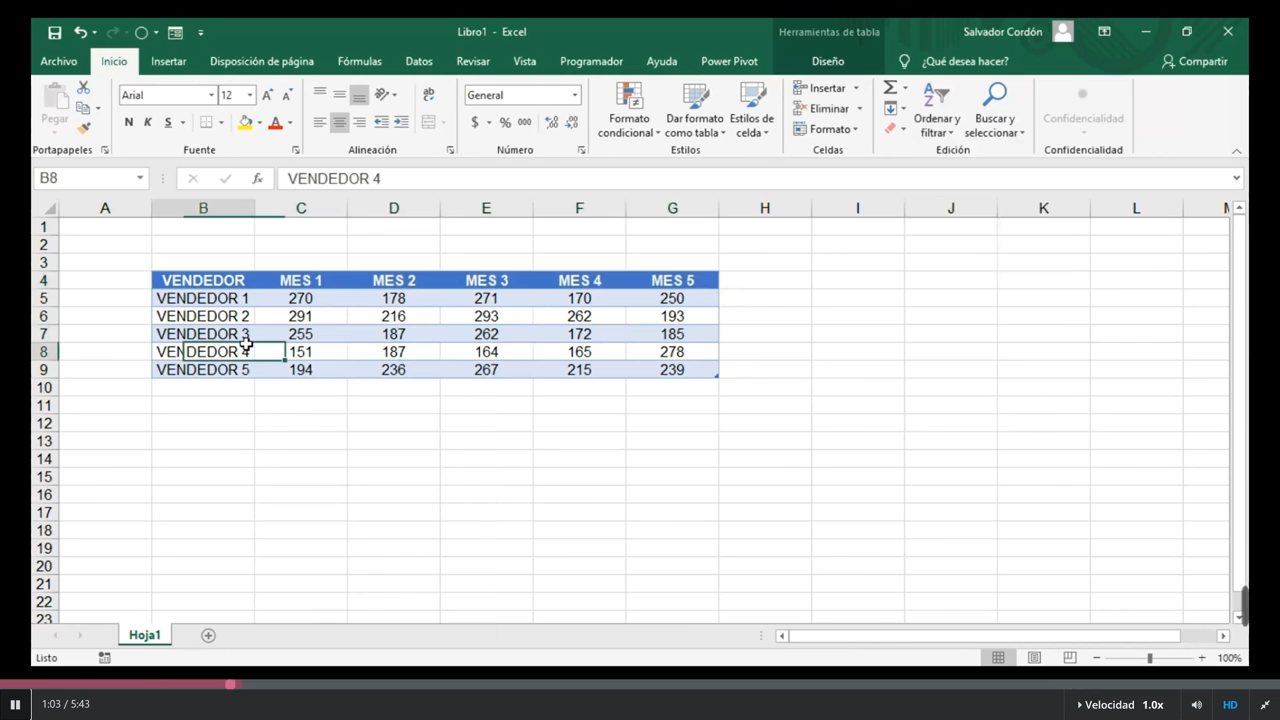 Libro1 - Excel
Herramientas de tabla
Salvador Cordón
Archivo Inicio Insertar Disposición de página Fórmulas Datos Revisar Vista Programador Ayuda Power Pivot Diseño ¿Qué desea hacer? Compartir
Pegar
Arial 12
N K S
General
$ % 000
Formato condicional
Dar formato como tabla
Estilos de celda
Insertar
Eliminar
Formato
Ordenar y filtrar
Buscar y seleccionar
Confidencialidad
Portapapeles Fuente Alineación Número Estilos Celdas Edición Confidencialidad
B8 fx VENDEDOR 4
A B C D E F G H I J K L
1
2
3
4 VENDEDOR MES 1 MES 2 MES 3 MES 4 MES 5
5 VENDEDOR 1 270 178 271 170 250
6 VENDEDOR 2 291 216 293 262 193
7 VENDEDOR 3 255 187 262 172 185
8 VENDEDOR 4 151 187 164 165 278
9 VENDEDOR 5 194 236 267 215 239
10
11
12
13
14
15
16
17
18
19
20
21
22
23
Hoja1
Listo
100%
1:03 / 5:43
Velocidad 1.0x
HD